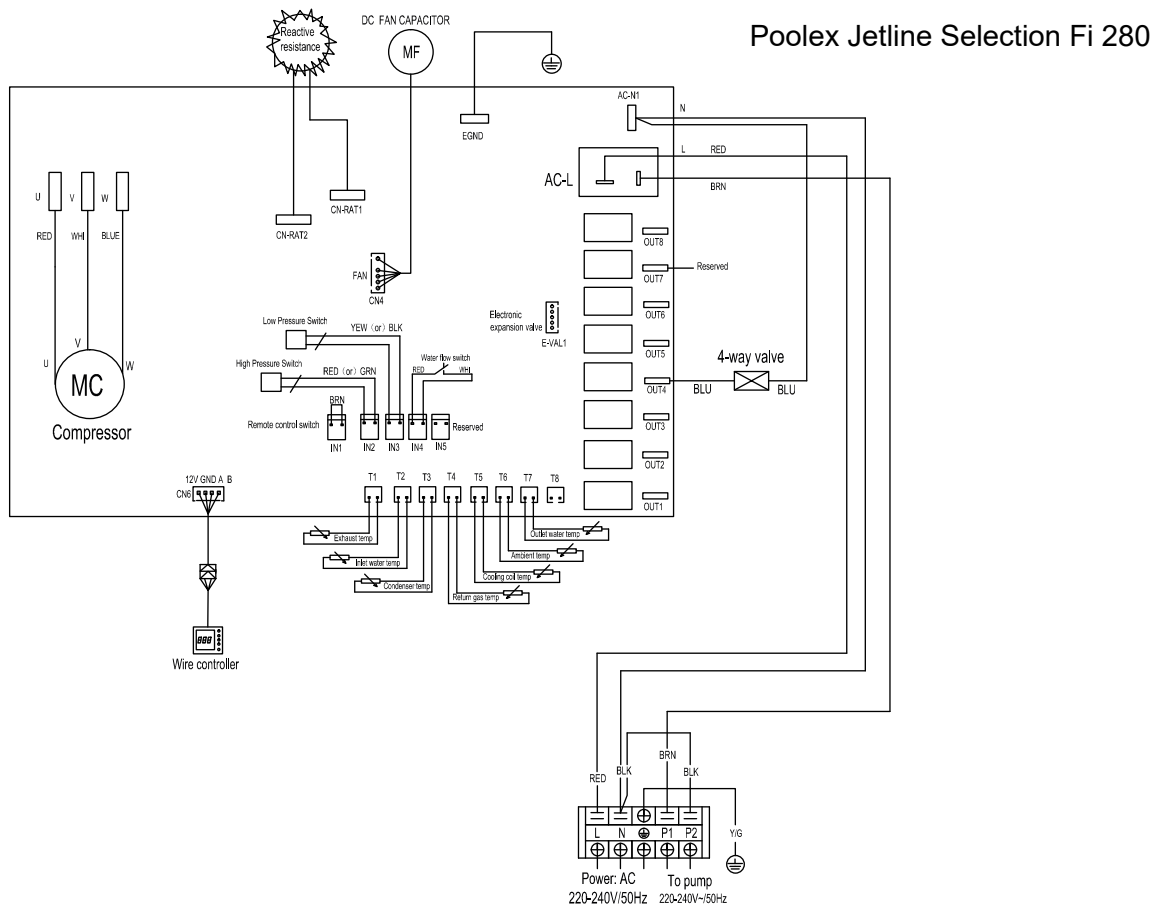 Poolex Jetline Selection Fi 280
DC FAN CAPACITOR
Reactive
resistance
MF
AC-N1
N
EGND
L RED
AC-L
BRN
U V W
CN-RAT1
CN-RAT2
RED WHI BLUE
OUT8
FAN
CN4
OUT7 Reserved
Electronic
expansion valve
E-VAL1
OUT6
Low Pressure Switch
YEW (or) BLK
OUT5
4-way valve
Water flow switch
High Pressure Switch
RED (or) GRN
RED WHI
V
U W
MC
Compressor
OUT4
BLU BLU
BRN
Remote control switch
Reserved
IN1 IN2 IN3 IN4 IN5
OUT3
OUT2
12V GND A B
CN6
T1 T2 T3 T4 T5 T6 T7 T8
OUT1
Exhaust temp
Outlet water temp
Inlet water temp
Ambient temp
Condenser temp
Cooling coil temp
Return gas temp
888
Wire controller
RED BLK BRN BLK
L N P1 P2
Y/G
Power: AC
220-240V/50Hz
To pump
220-240V~/50Hz